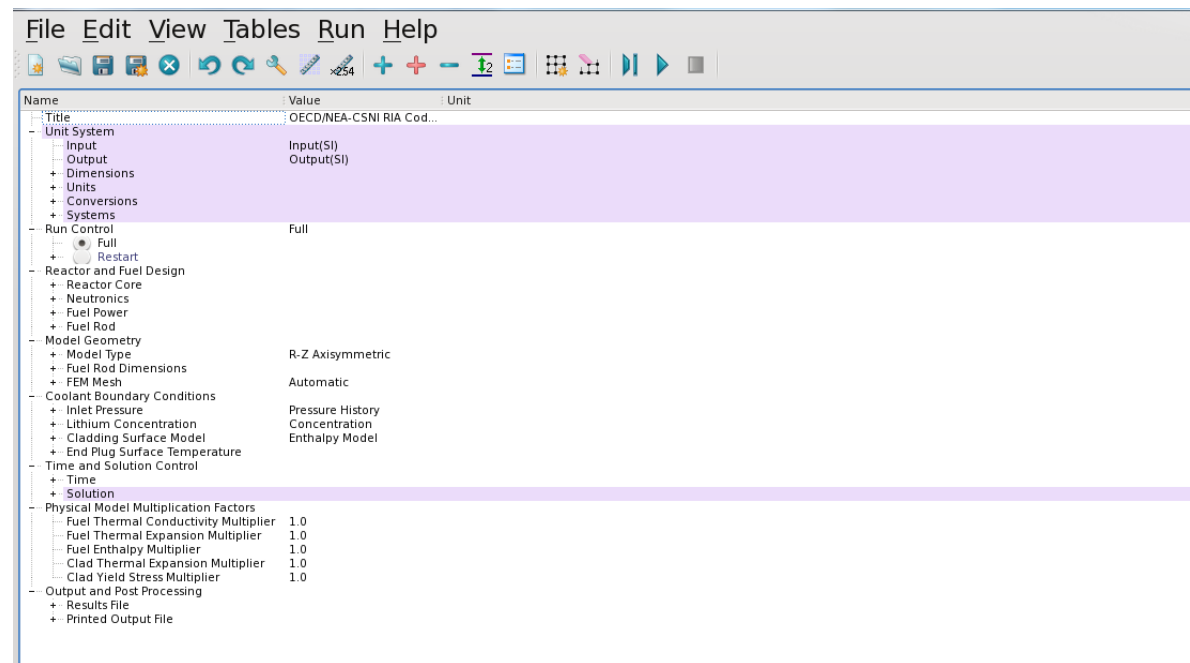 File Edit View Tables Run Help
x254 2
Name Value Unit
Title OECD/NEA-CSNI RIA Cod...
Unit System
Input Input(SI)
Output Output(SI)
Dimensions
Units
Conversions
Systems
Run Control Full
Full
Restart
Reactor and Fuel Design
Reactor Core
Neutronics
Fuel Power
Fuel Rod
Model Geometry
Model Type R-Z Axisymmetric
Fuel Rod Dimensions
FEM Mesh Automatic
Coolant Boundary Conditions
Inlet Pressure Pressure History
Lithium Concentration Concentration
Cladding Surface Model Enthalpy Model
End Plug Surface Temperature
Time and Solution Control
Time
Solution
Physical Model Multiplication Factors
Fuel Thermal Conductivity Multiplier 1.0
Fuel Thermal Expansion Multiplier 1.0
Fuel Enthalpy Multiplier 1.0
Clad Thermal Expansion Multiplier 1.0
Clad Yield Stress Multiplier 1.0
Output and Post Processing
Results File
Printed Output File